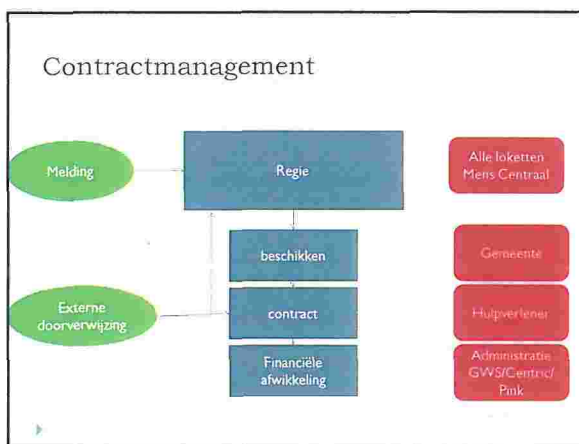 Contractmanagement
Melding
Regie
Alle loketten
Mens Centraal
beschikken
Gemeente
Externe
doorverwijzing
contract
Hulpverlener
Financiële
afwikkeling
Administratie
GWS/Centric/
Pink